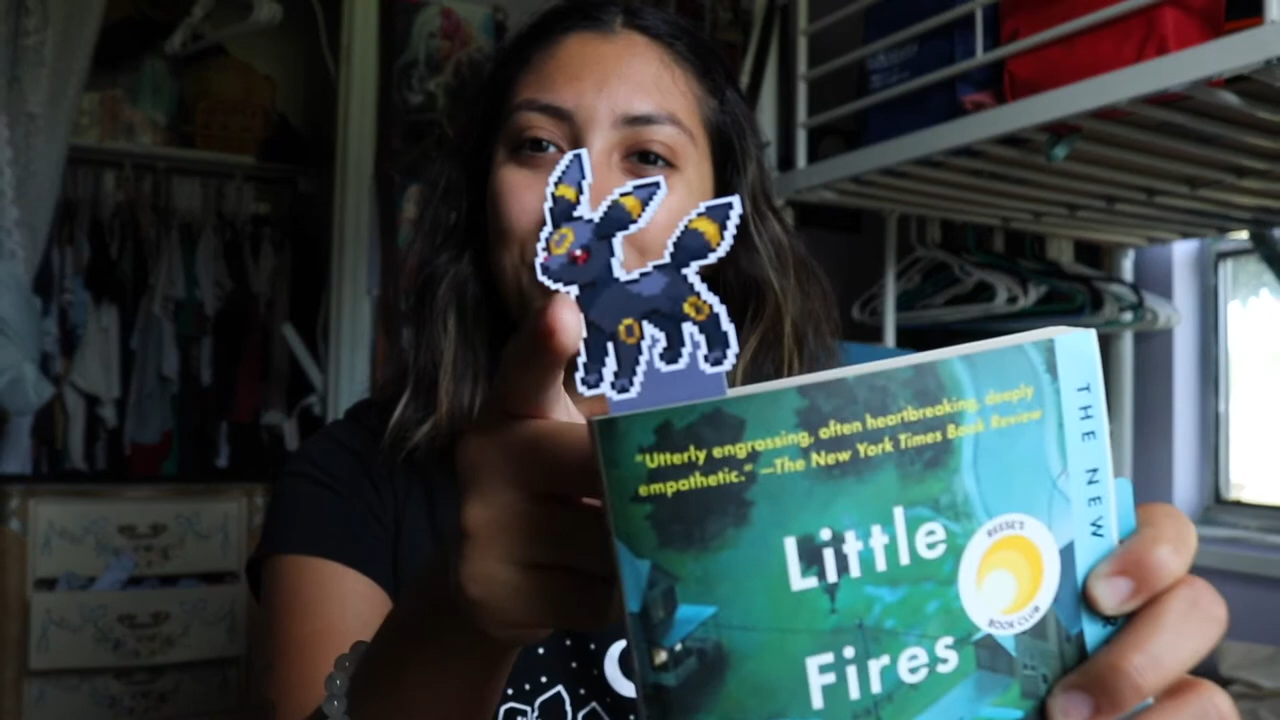 "Utterly engrossing, often heartbreaking, deeply
empathetic." —The New York Times Book Review
Little
Fires
REESE'S
BOOK CLUB
THE NEW